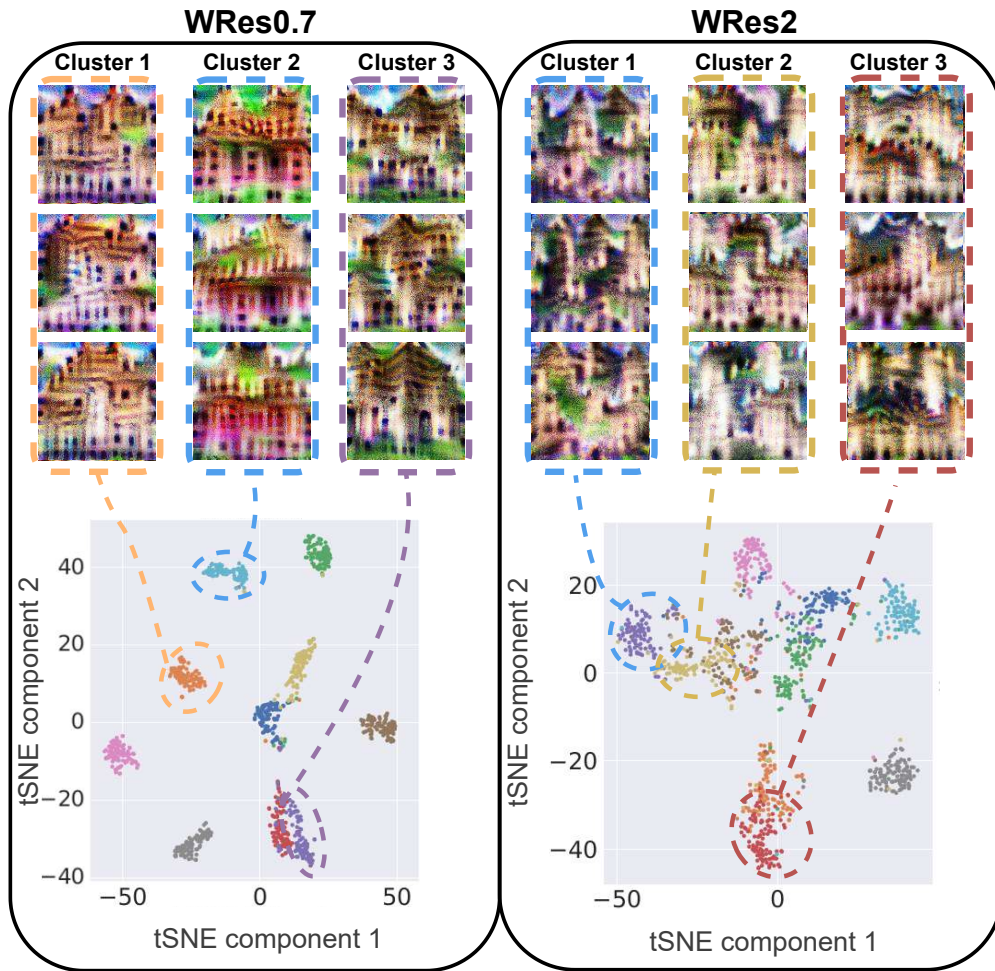 WRes0.7
WRes2
Cluster 1
Cluster 2
Cluster 3
Cluster 1
Cluster 2
Cluster 3
tSNE component 2
40
20
0
−20
−40
−50
0
50
tSNE component 1
tSNE component 2
20
0
−20
−40
−50
0
tSNE component 1